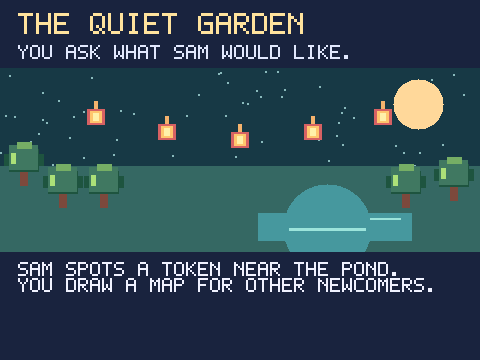 THE QUIET GARDEN
YOU ASK WHAT SAM WOULD LIKE.
SAM SPOTS A TOKEN NEAR THE POND.
YOU DRAW A MAP FOR OTHER NEWCOMERS.